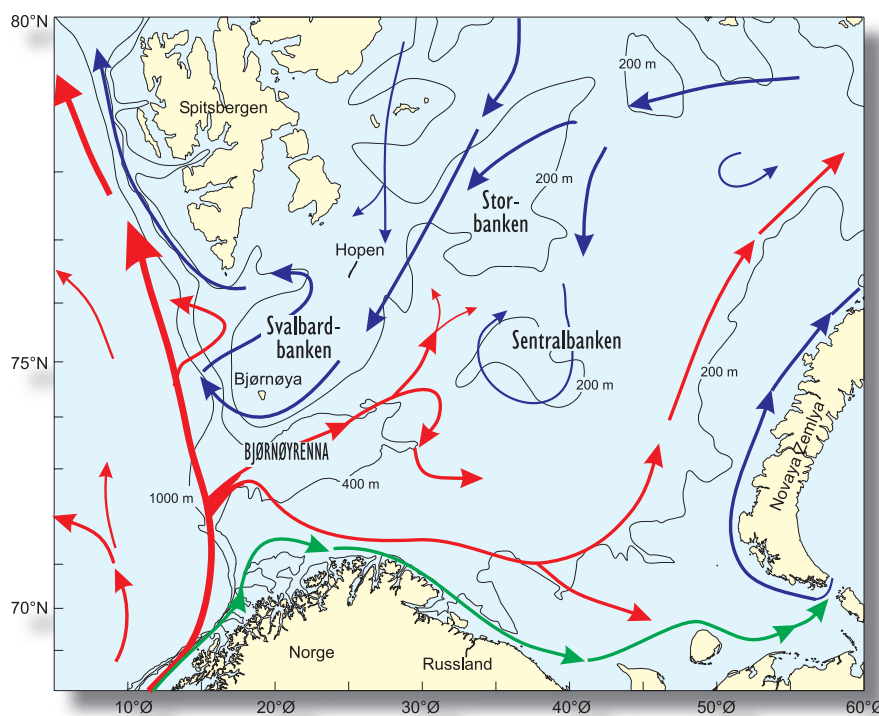 80°N
200 m
Spitsbergen
200 m
Stor-
banken
Hopen
Svalbard-
banken
Sentralbanken
75°N
200 m
Bjørnøya
200 m
BJØRNØYRENNA
Novaya Zemlya
1000 m
400 m
70°N
Norge
Russland
10°Ø
20°Ø
30°Ø
40°Ø
50°Ø
60°Ø